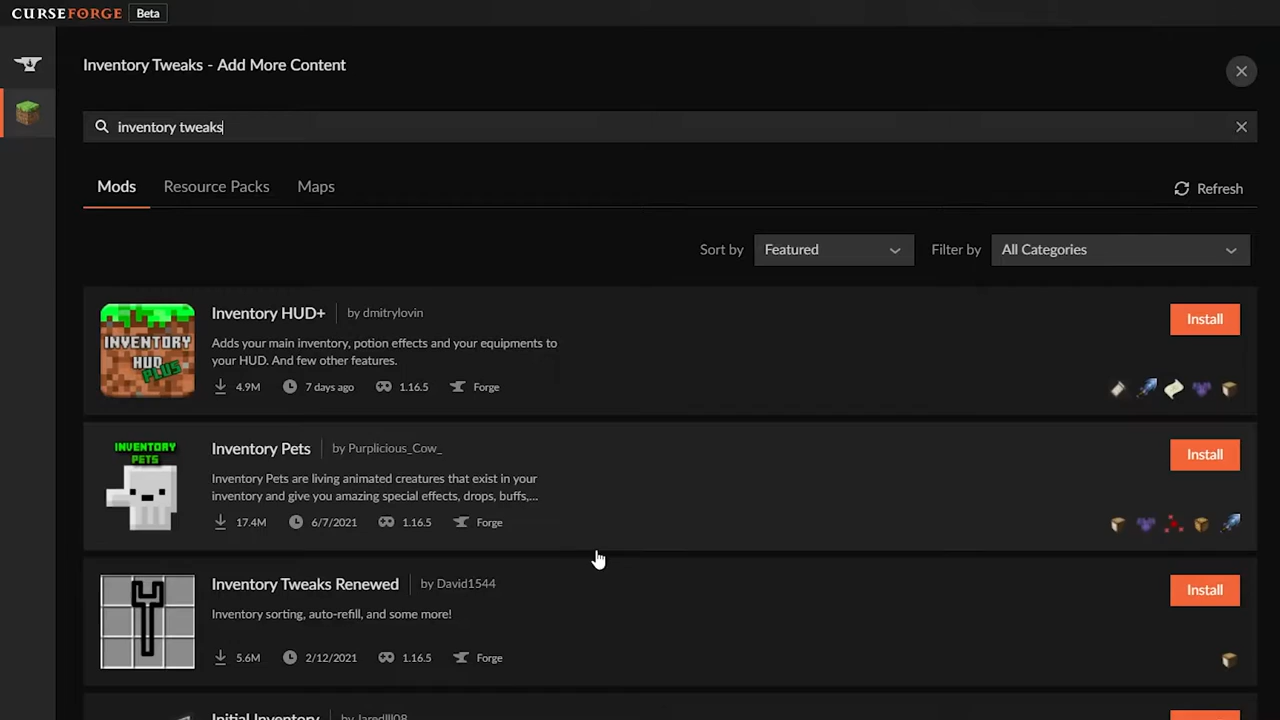 CURSEFORGE Beta
Inventory Tweaks - Add More Content
inventory tweaks
Mods Resource Packs Maps Refresh
Sort by Featured Filter by All Categories
INVENTORY
HUD
PLUS
Inventory HUD+ by dmitrylovin
Install
Adds your main inventory, potion effects and your equipments to
your HUD. And few other features.
4.9M 7 days ago 1.16.5 Forge
INVENTORY
PETS
Inventory Pets by Purplicious_Cow_
Install
Inventory Pets are living animated creatures that exist in your
inventory and give you amazing special effects, drops, buffs,...
17.4M 6/7/2021 1.16.5 Forge
Inventory Tweaks Renewed by David1544
Install
Inventory sorting, auto-refill, and some more!
5.6M 2/12/2021 1.16.5 Forge
Initial Inventory by